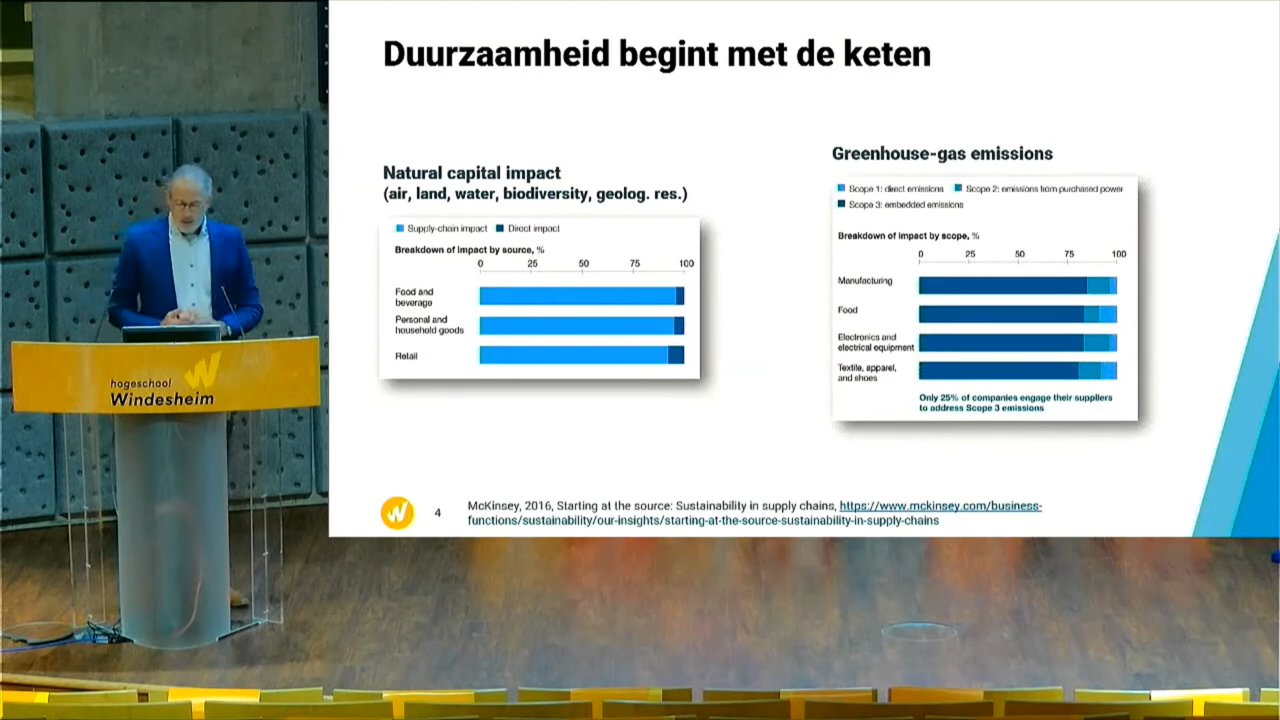 Duurzaamheid begint met de keten
Natural capital impact
(air, land, water, biodiversity, geolog. res.)
Supply-chain impact Direct impact
Breakdown of impact by source, %
0 25 50 75 100
Food and
beverage
Personal and
household goods
Retail
Greenhouse-gas emissions
Scope 1: direct emissions Scope 2: emissions from purchased power
Scope 3: embedded emissions
Breakdown of impact by scope, %
0 25 50 75 100
Manufacturing
Food
Electronics and
electrical equipment
Textile, apparel,
and shoes
Only 25% of companies engage their suppliers
to address Scope 3 emissions
4
McKinsey, 2016, Starting at the source: Sustainability in supply chains, https://www.mckinsey.com/business-
functions/sustainability/our-insights/starting-at-the-source-sustainability-in-supply-chains
hogeschool
Windesheim